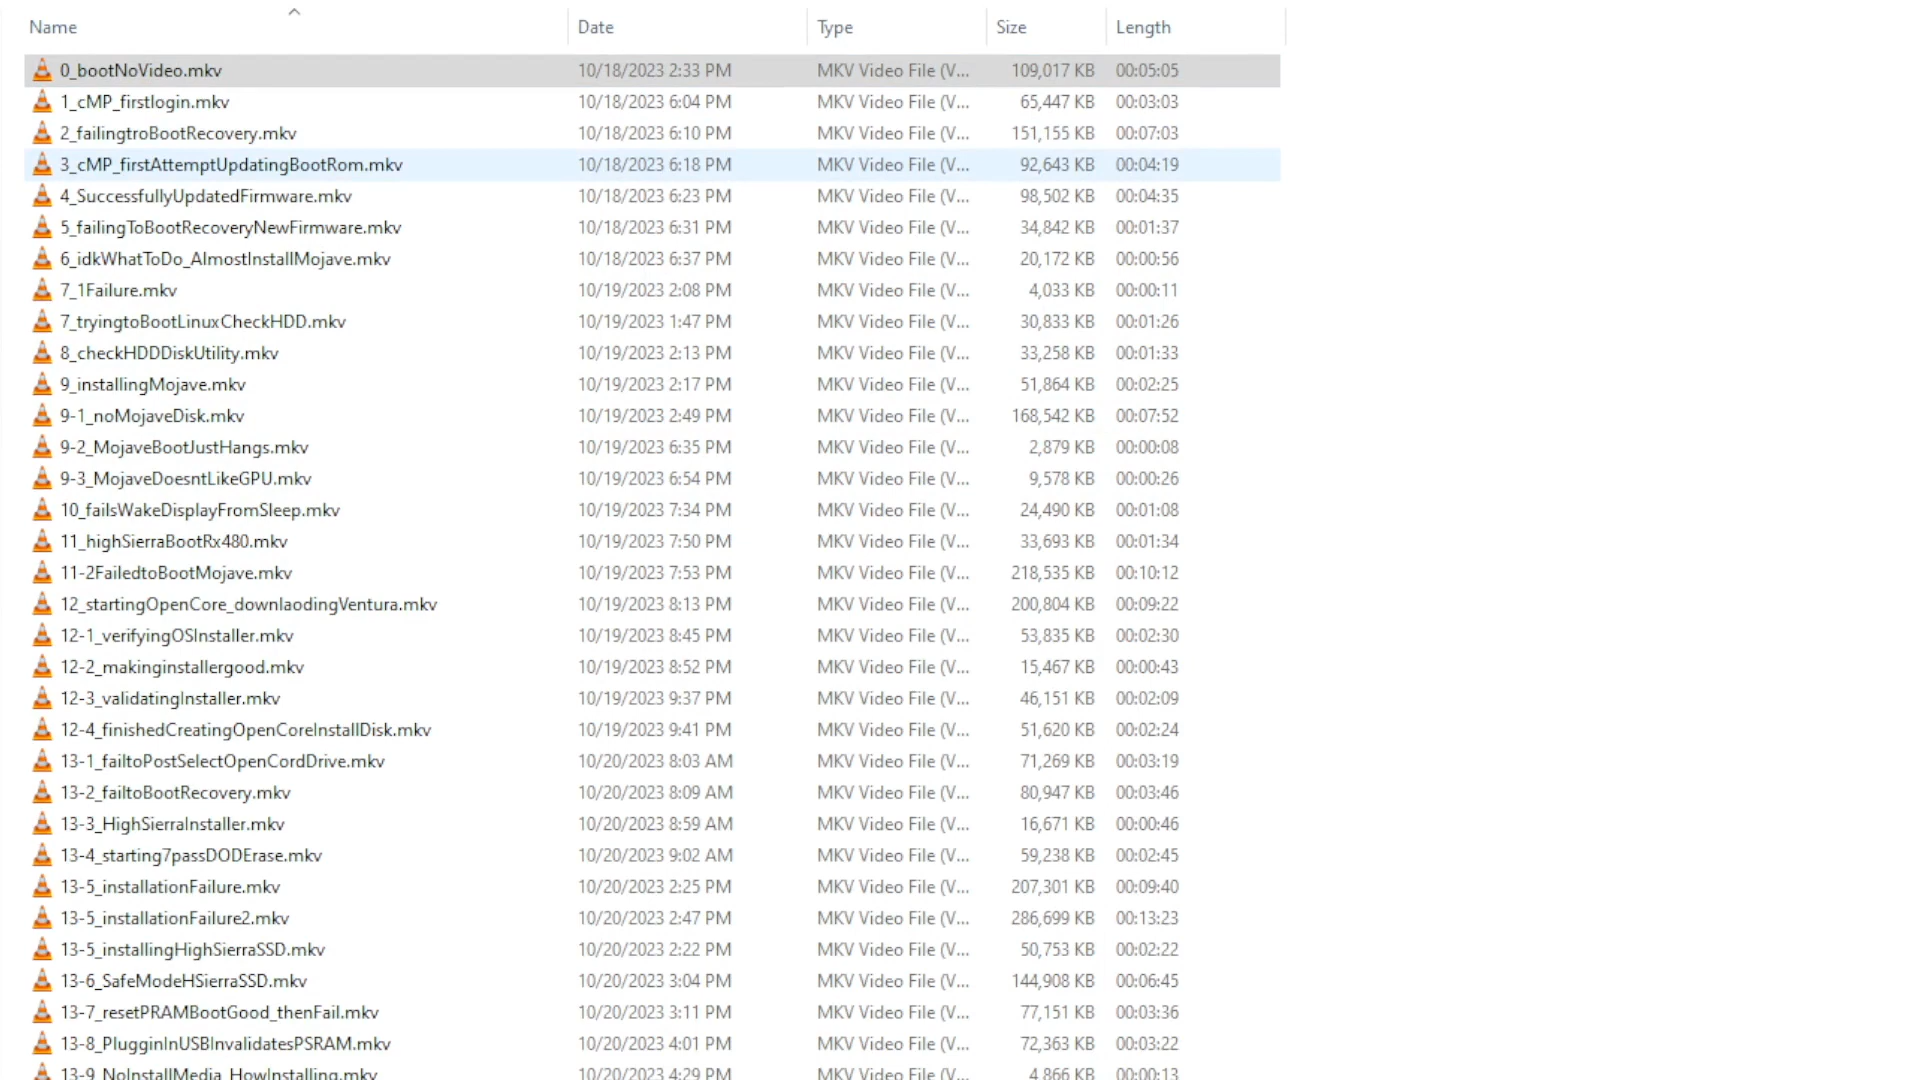 Name Date Type Size Length
0_bootNoVideo.mkv 10/18/2023 2:33 PM MKV Video File (V... 109,017 KB 00:05:05
1_cMP_firstlogin.mkv 10/18/2023 6:04 PM MKV Video File (V... 65,447 KB 00:03:03
2_failingtroBootRecovery.mkv 10/18/2023 6:10 PM MKV Video File (V... 151,155 KB 00:07:03
3_cMP_firstAttemptUpdatingBootRom.mkv 10/18/2023 6:18 PM MKV Video File (V... 92,643 KB 00:04:19
4_SuccessfullyUpdatedFirmware.mkv 10/18/2023 6:23 PM MKV Video File (V... 98,502 KB 00:04:35
5_failingToBootRecoveryNewFirmware.mkv 10/18/2023 6:31 PM MKV Video File (V... 34,842 KB 00:01:37
6_idkWhatToDo_AlmostInstallMojave.mkv 10/18/2023 6:37 PM MKV Video File (V... 20,172 KB 00:00:56
7_1Failure.mkv 10/19/2023 2:08 PM MKV Video File (V... 4,033 KB 00:00:11
7_tryingtoBootLinuxCheckHDD.mkv 10/19/2023 1:47 PM MKV Video File (V... 30,833 KB 00:01:26
8_checkHDDDiskUtility.mkv 10/19/2023 2:13 PM MKV Video File (V... 33,258 KB 00:01:33
9_installingMojave.mkv 10/19/2023 2:17 PM MKV Video File (V... 51,864 KB 00:02:25
9-1_noMojaveDisk.mkv 10/19/2023 2:49 PM MKV Video File (V... 168,542 KB 00:07:52
9-2_MojaveBootJustHangs.mkv 10/19/2023 6:35 PM MKV Video File (V... 2,879 KB 00:00:08
9-3_MojaveDoesntLikeGPU.mkv 10/19/2023 6:54 PM MKV Video File (V... 9,578 KB 00:00:26
10_failsWakeDisplayFromSleep.mkv 10/19/2023 7:34 PM MKV Video File (V... 24,490 KB 00:01:08
11_highSierraBootRx480.mkv 10/19/2023 7:50 PM MKV Video File (V... 33,693 KB 00:01:34
11-2FailedtoBootMojave.mkv 10/19/2023 7:53 PM MKV Video File (V... 218,535 KB 00:10:12
12_startingOpenCore_downlaodingVentura.mkv 10/19/2023 8:13 PM MKV Video File (V... 200,804 KB 00:09:22
12-1_verifyingOSInstaller.mkv 10/19/2023 8:45 PM MKV Video File (V... 53,835 KB 00:02:30
12-2_makinginstallergood.mkv 10/19/2023 8:52 PM MKV Video File (V... 15,467 KB 00:00:43
12-3_validatingInstaller.mkv 10/19/2023 9:37 PM MKV Video File (V... 46,151 KB 00:02:09
12-4_finishedCreatingOpenCoreInstallDisk.mkv 10/19/2023 9:41 PM MKV Video File (V... 51,620 KB 00:02:24
13-1_failtoPostSelectOpenCordDrive.mkv 10/20/2023 8:03 AM MKV Video File (V... 71,269 KB 00:03:19
13-2_failtoBootRecovery.mkv 10/20/2023 8:09 AM MKV Video File (V... 80,947 KB 00:03:46
13-3_HighSierraInstaller.mkv 10/20/2023 8:59 AM MKV Video File (V... 16,671 KB 00:00:46
13-4_starting7passDODErase.mkv 10/20/2023 9:02 AM MKV Video File (V... 59,238 KB 00:02:45
13-5_installationFailure.mkv 10/20/2023 2:25 PM MKV Video File (V... 207,301 KB 00:09:40
13-5_installationFailure2.mkv 10/20/2023 2:47 PM MKV Video File (V... 286,699 KB 00:13:23
13-5_installingHighSierraSSD.mkv 10/20/2023 2:22 PM MKV Video File (V... 50,753 KB 00:02:22
13-6_SafeModeHSierraSSD.mkv 10/20/2023 3:04 PM MKV Video File (V... 144,908 KB 00:06:45
13-7_resetPRAMBootGood_thenFail.mkv 10/20/2023 3:11 PM MKV Video File (V... 77,151 KB 00:03:36
13-8_PlugginInUSBInvalidatesPSRAM.mkv 10/20/2023 4:01 PM MKV Video File (V... 72,363 KB 00:03:22
13-9_NoInstallMedia_HowInstalling.mkv 10/20/2023 4:29 PM MKV Video File (V... 4,866 KB 00:00:13